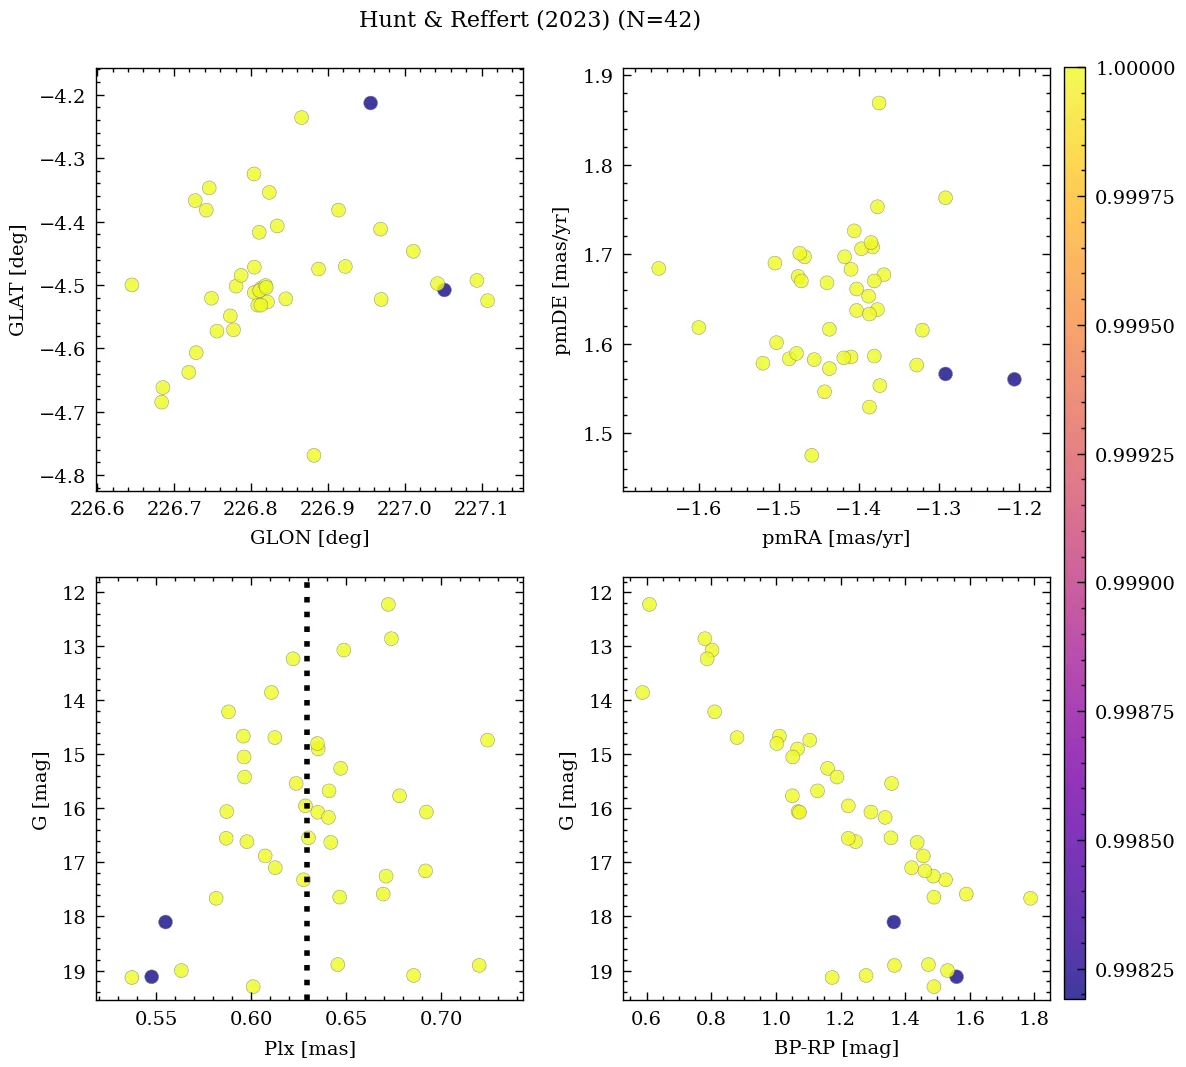 Hunt & Reffert (2023) (N=42)
−4.2
−4.3
−4.4
−4.5
−4.6
−4.7
−4.8
GLAT [deg]
226.6 226.7 226.8 226.9 227.0 227.1
GLON [deg]
1.9
1.8
1.7
1.6
1.5
pmDE [mas/yr]
−1.6 −1.5 −1.4 −1.3 −1.2
pmRA [mas/yr]
12
13
14
15
16
17
18
19
G [mag]
0.55 0.60 0.65 0.70
Plx [mas]
12
13
14
15
16
17
18
19
G [mag]
0.6 0.8 1.0 1.2 1.4 1.6 1.8
BP-RP [mag]
1.00000
0.99975
0.99950
0.99925
0.99900
0.99875
0.99850
0.99825